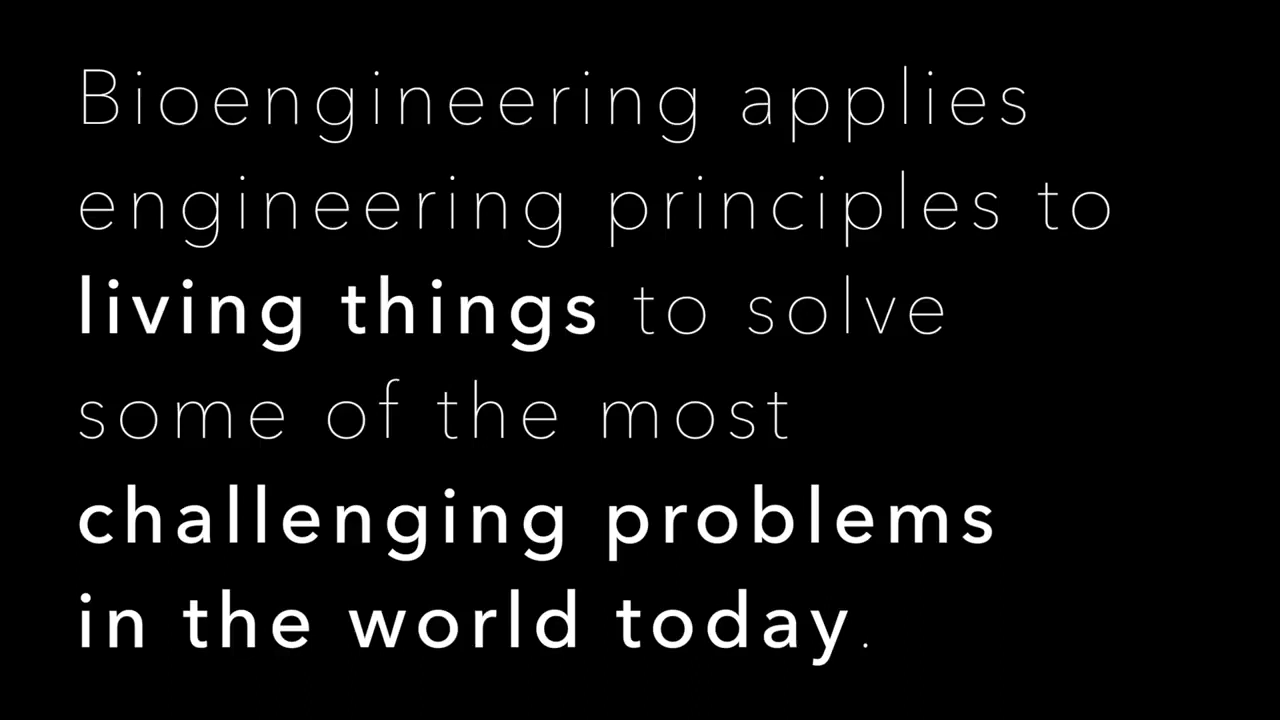 Bioengineering applies
engineering principles to
living things to solve
some of the most
challenging problems
in the world today.